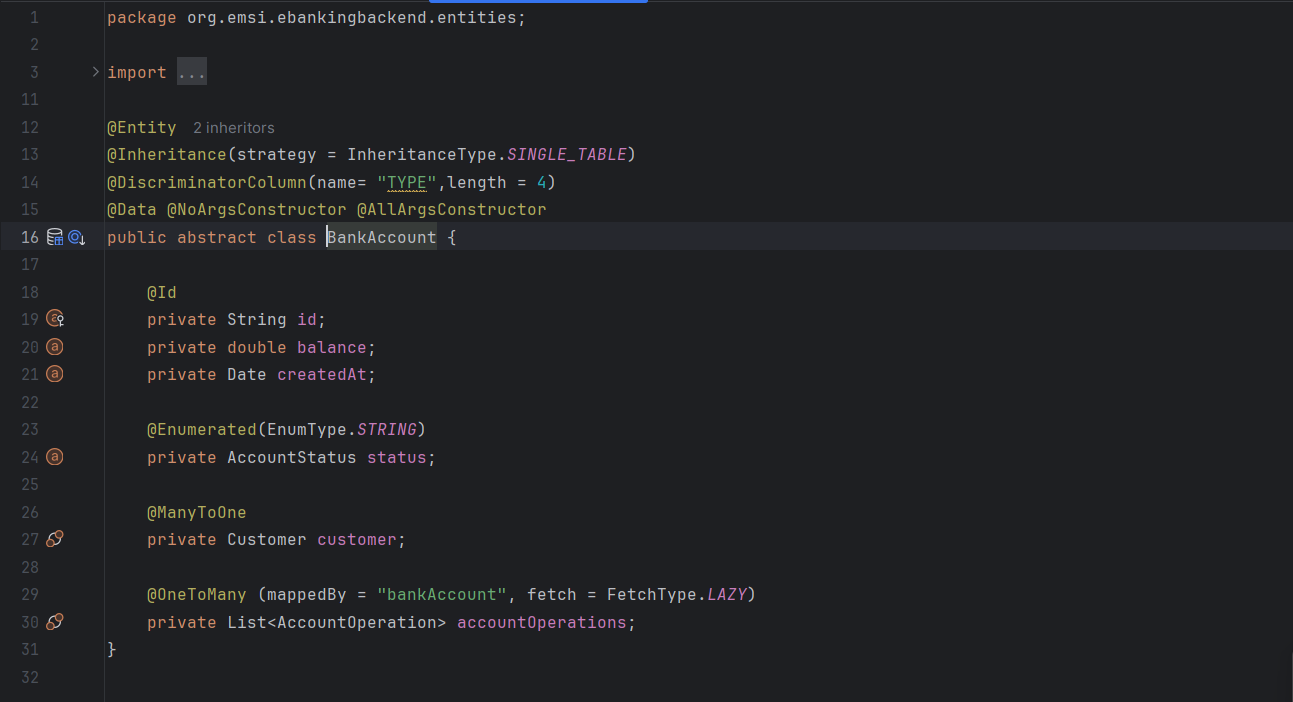 1 package org.emsi.ebankingbackend.entities;
2
3 import ...
11
12 @Entity 2 inheritors
13 @Inheritance(strategy = InheritanceType.SINGLE_TABLE)
14 @DiscriminatorColumn(name= "TYPE",length = 4)
15 @Data @NoArgsConstructor @AllArgsConstructor
16 public abstract class BankAccount {
17
18 @Id
19 private String id;
20 private double balance;
21 private Date createdAt;
22
23 @Enumerated(EnumType.STRING)
24 private AccountStatus status;
25
26 @ManyToOne
27 private Customer customer;
28
29 @OneToMany (mappedBy = "bankAccount", fetch = FetchType.LAZY)
30 private List<AccountOperation> accountOperations;
31 }
32